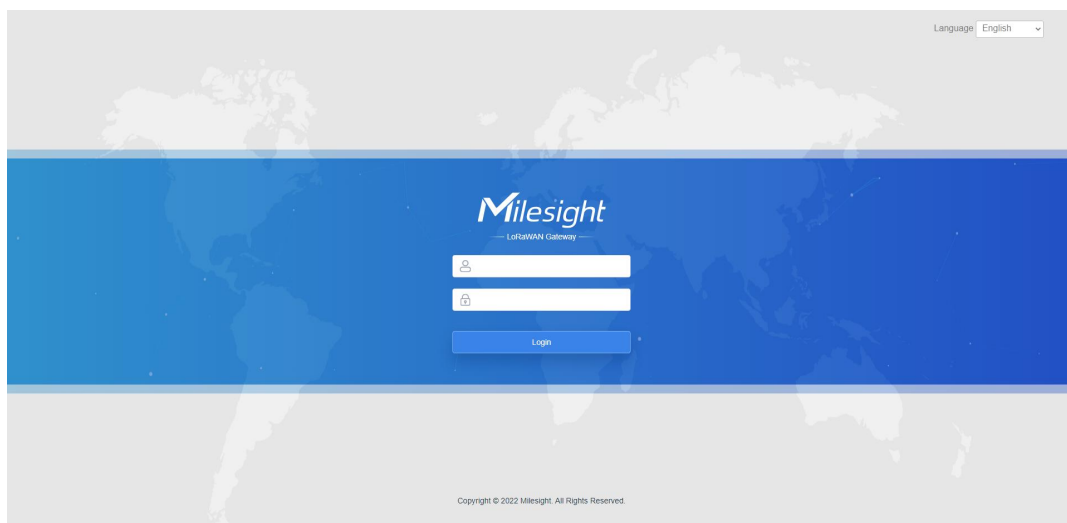 Language English
Milesight
LoRaWAN Gateway
Login
Copyright © 2022 Milesight. All Rights Reserved.